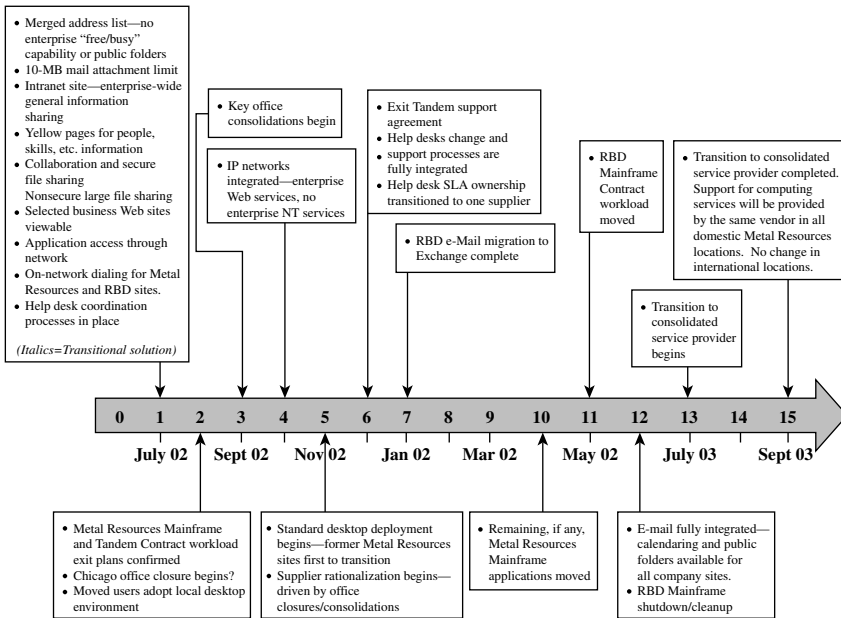 • Merged address list—no
enterprise “free/busy”
capability or public folders
• 10-MB mail attachment limit
• Intranet site—enterprise-wide
general information
sharing
• Yellow pages for people,
skills, etc. information
• Collaboration and secure
file sharing
Nonsecure large file sharing
• Selected business Web sites
viewable
• Application access through
network
• On-network dialing for Metal
Resources and RBD sites.
• Help desk coordination
processes in place
(Italics=Transitional solution)
• Key office
consolidations begin
• IP networks
integrated—enterprise
Web services, no
enterprise NT services
• Exit Tandem support
agreement
• Help desks change and
• support processes are
fully integrated
• Help desk SLA ownership
transitioned to one supplier
• RBD e-Mail migration to
Exchange complete
• RBD
Mainframe
Contract
workload
moved
• Transition to
consolidated
service provider
begins
• Transition to consolidated
service provider completed.
Support for computing
services will be provided
by the same vendor in all
domestic Metal Resources
locations. No change in
international locations.
0 1 2 3 4 5 6 7 8 9 10 11 12 13 14 15
July 02 Sept 02 Nov 02 Jan 02 Mar 02 May 02 July 03 Sept 03
• Metal Resources Mainframe
and Tandem Contract workload
exit plans confirmed
• Chicago office closure begins?
• Moved users adopt local desktop
environment
• Standard desktop deployment
begins—former Metal Resources
sites first to transition
• Supplier rationalization begins—
driven by office
closures/consolidations
• Remaining, if any,
Metal Resources
Mainframe
applications moved
• E-mail fully integrated—
calendaring and public
folders available for
all company sites.
• RBD Mainframe
shutdown/cleanup